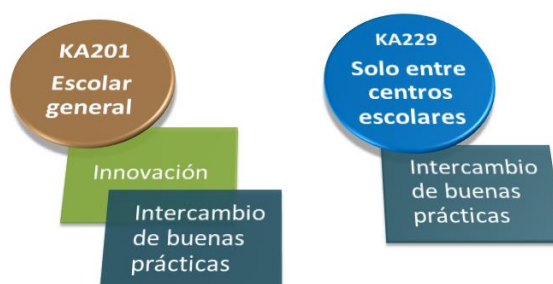 KA201
Escolar
general
Innovación
Intercambio
de buenas
prácticas
KA229
Solo entre
centros
escolares
Intercambio
de buenas
prácticas